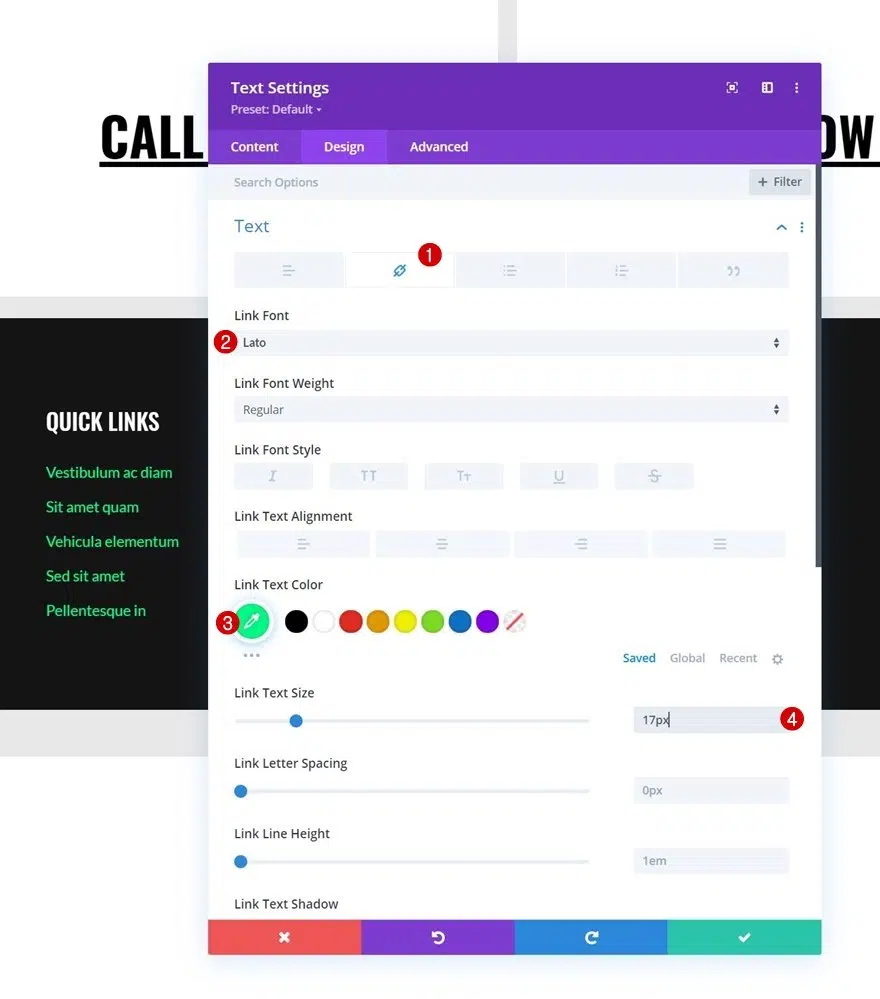 CALL
OW
Text Settings
Preset: Default
Content Design Advanced
Search Options
+ Filter
Text
1
Link Font
2
Lato
Link Font Weight
Regular
Link Font Style
I TT Tт U S
Link Text Alignment
Link Text Color
3
Saved Global Recent
Link Text Size
17px
4
Link Letter Spacing
0px
Link Line Height
1em
Link Text Shadow
QUICK LINKS
Vestibulum ac diam
Sit amet quam
Vehicula elementum
Sed sit amet
Pellentesque in